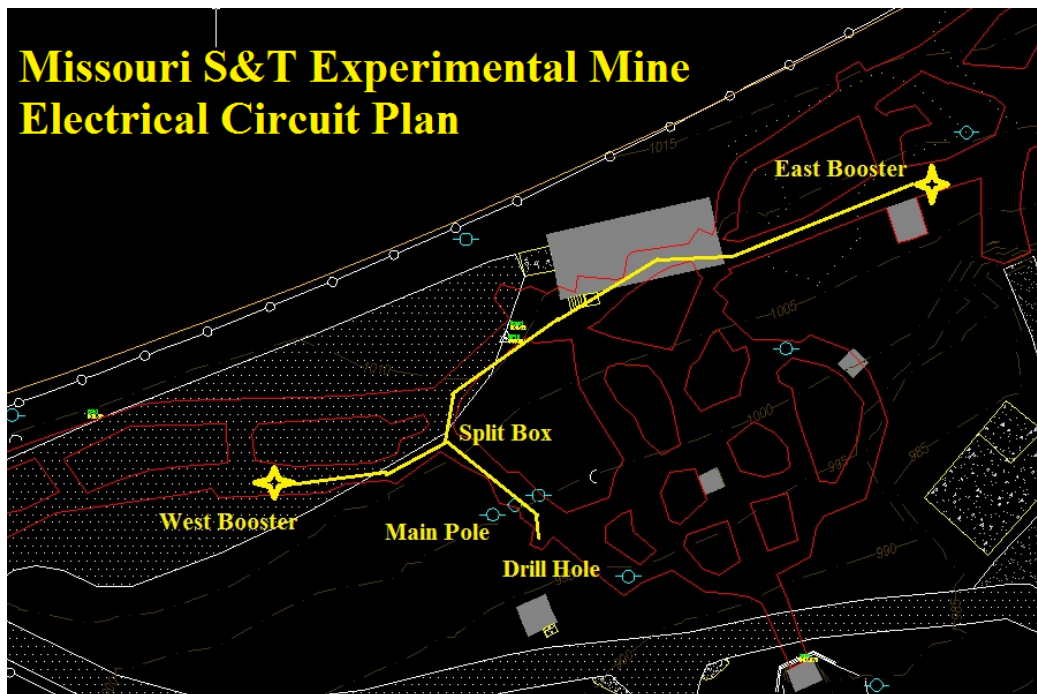 Missouri S&T Experimental Mine
Electrical Circuit Plan
1015
East Booster
1005
1010
1000
Split Box
995
985
West Booster
Main Pole
990
Drill Hole